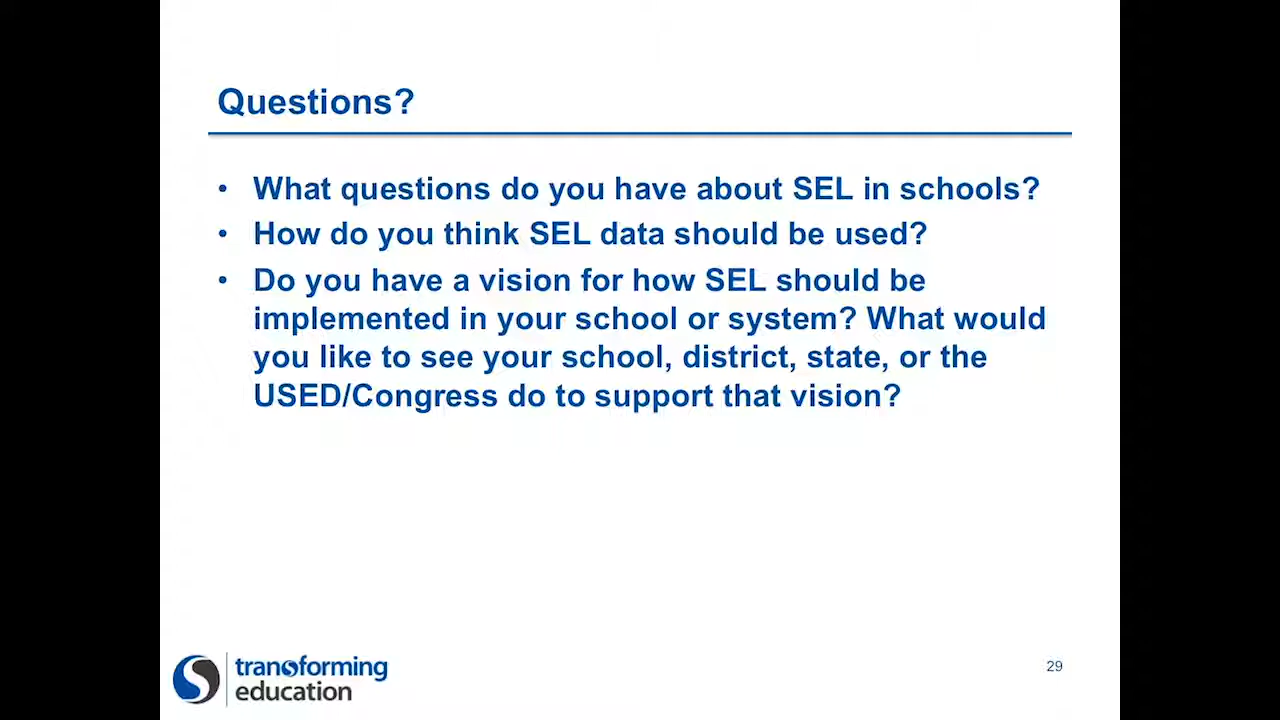 Questions?
• What questions do you have about SEL in schools?
• How do you think SEL data should be used?
• Do you have a vision for how SEL should be
implemented in your school or system? What would
you like to see your school, district, state, or the
USED/Congress do to support that vision?
transforming
education
29